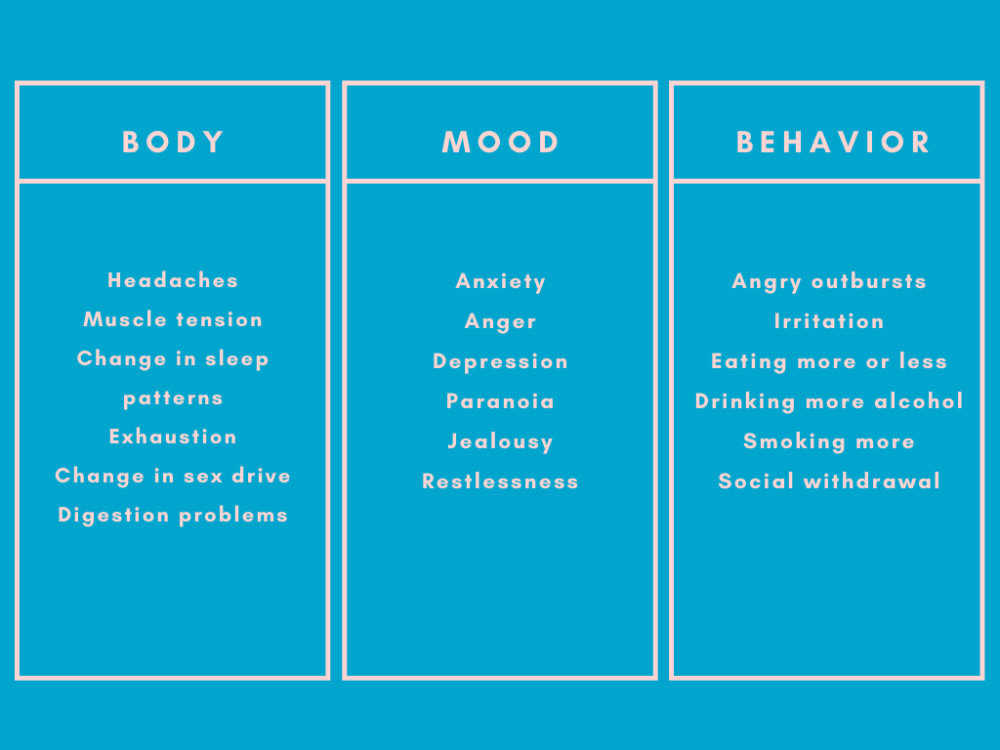 BODY
Headaches
Muscle tension
Change in sleep
patterns
Exhaustion
Change in sex drive
Digestion problems
MOOD
Anxiety
Anger
Depression
Paranoia
Jealousy
Restlessness
BEHAVIOR
Angry outbursts
Irritation
Eating more or less
Drinking more alcohol
Smoking more
Social withdrawal